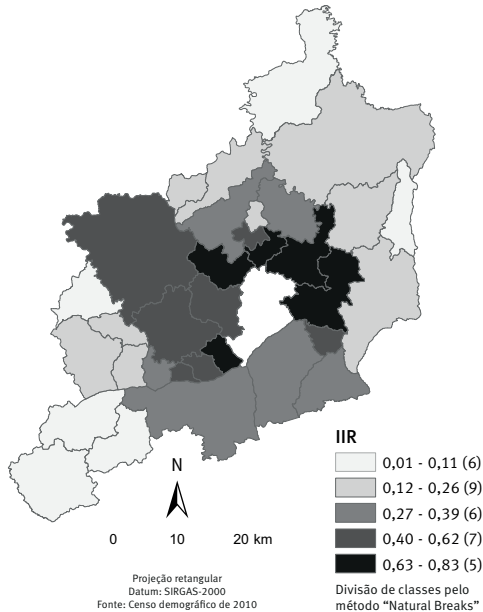 IIR
0,01 - 0,11 (6)
0,12 - 0,26 (9)
0,27 - 0,39 (6)
0,40 - 0,62 (7)
0,63 - 0,83 (5)
N
0 10 20 km
Projeção retangular
Datum: SIRGAS-2000
Fonte: Censo demográfico de 2010
Divisão de classes pelo
método “Natural Breaks”